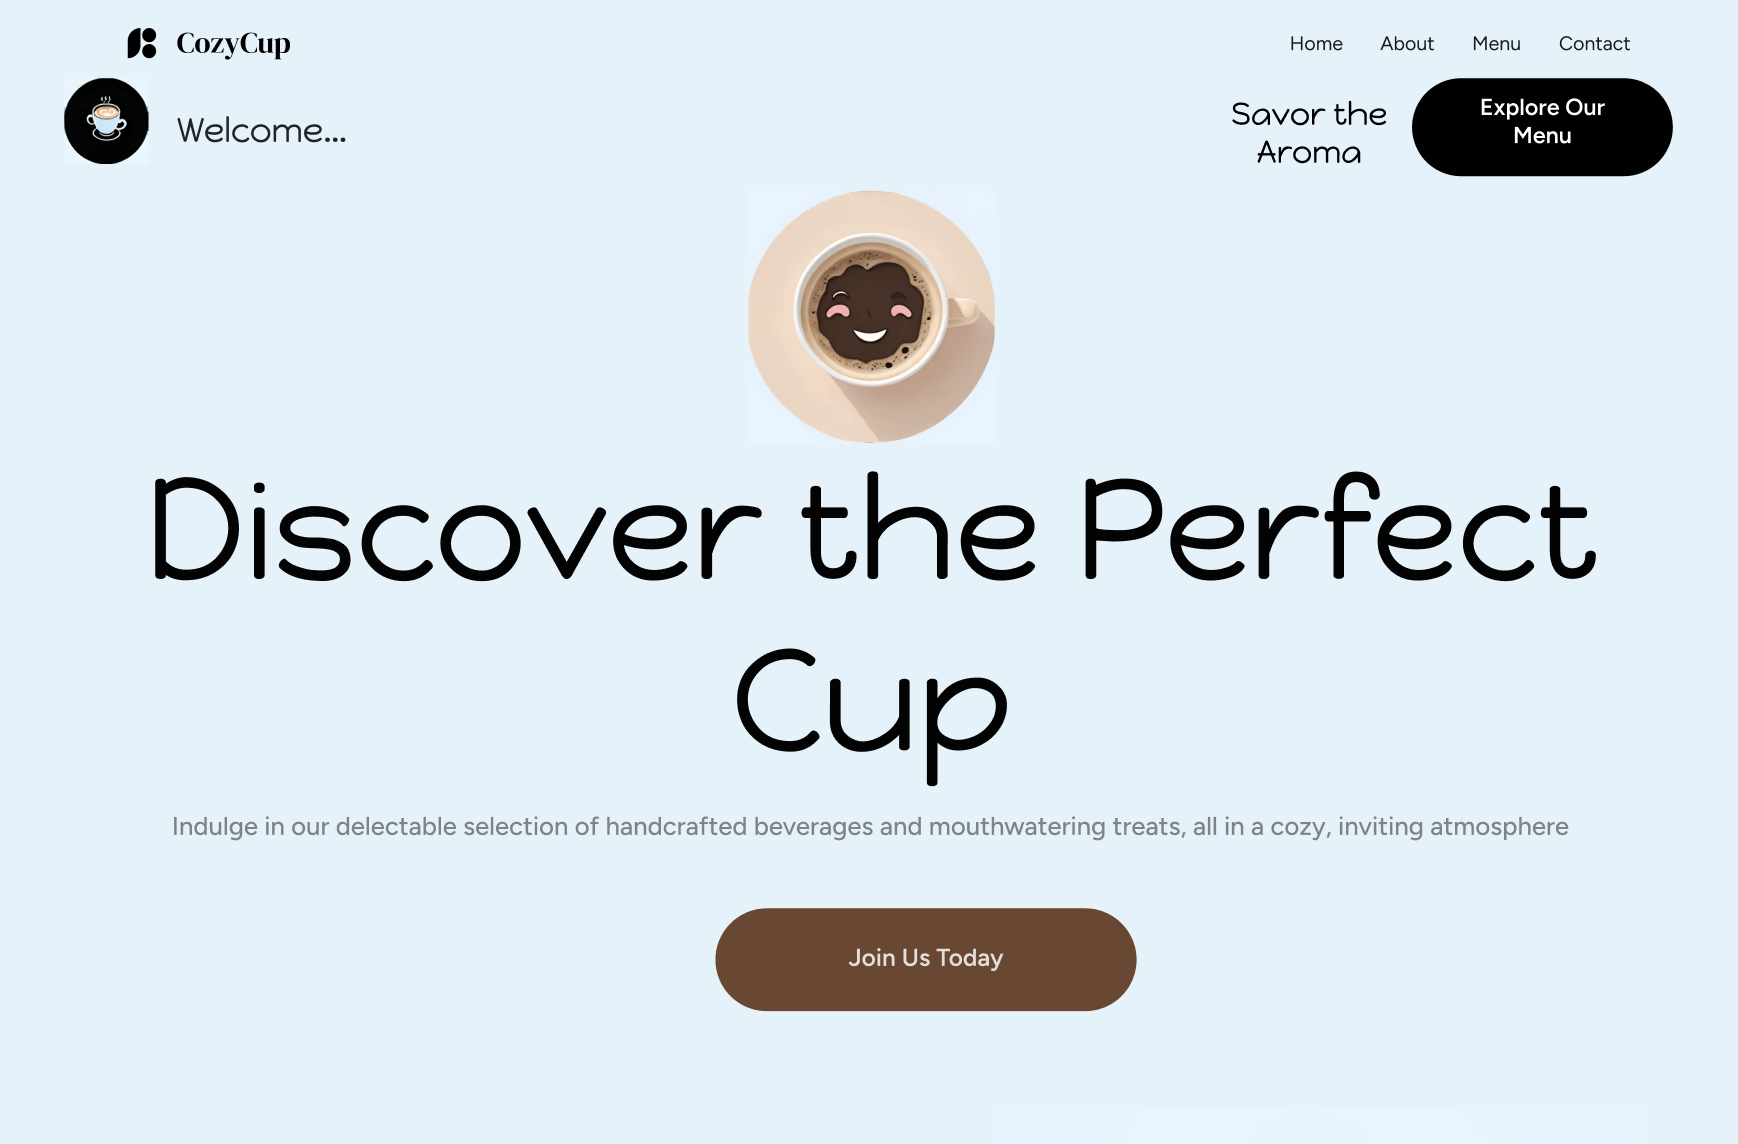 CozyCup
Home
About
Menu
Contact
Welcome...
Savor the
Aroma
Explore Our
Menu
Discover the Perfect
Cup
Indulge in our delectable selection of handcrafted beverages and mouthwatering treats, all in a cozy, inviting atmosphere
Join Us Today